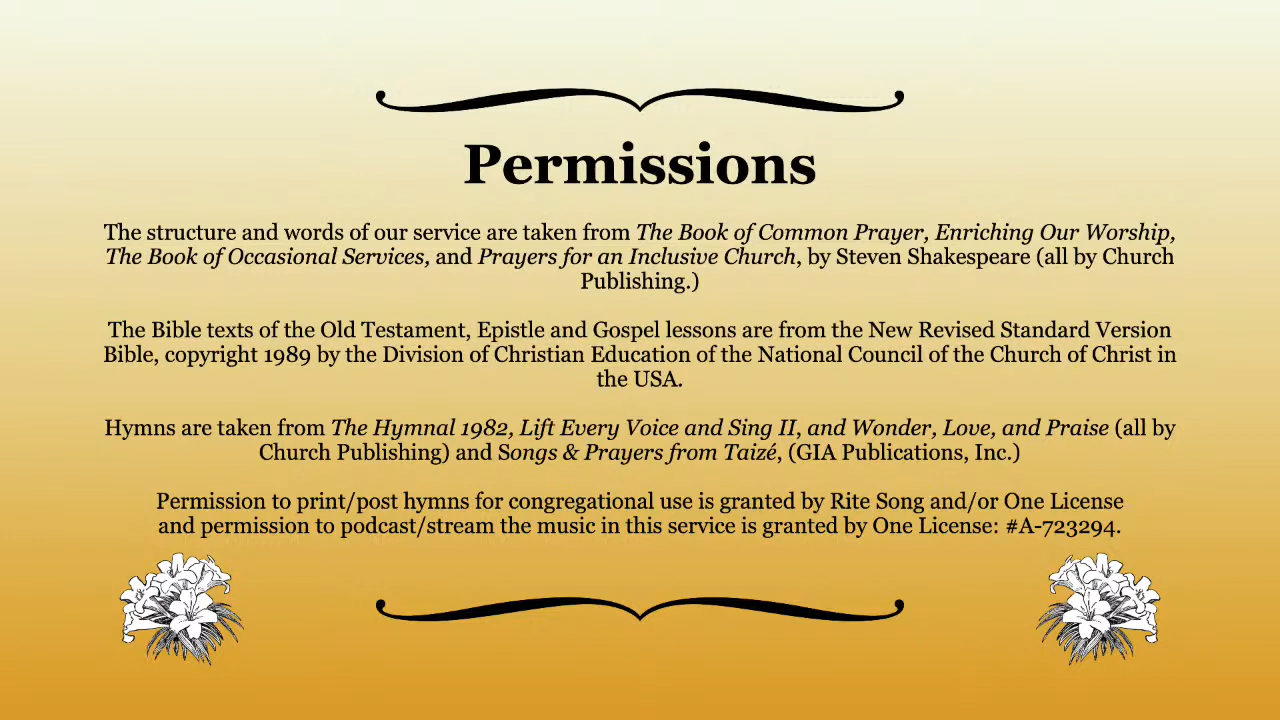 Permissions
The structure and words of our service are taken from The Book of Common Prayer, Enriching Our Worship,
The Book of Occasional Services, and Prayers for an Inclusive Church, by Steven Shakespeare (all by Church
Publishing.)
The Bible texts of the Old Testament, Epistle and Gospel lessons are from the New Revised Standard Version
Bible, copyright 1989 by the Division of Christian Education of the National Council of the Church of Christ in
the USA.
Hymns are taken from The Hymnal 1982, Lift Every Voice and Sing II, and Wonder, Love, and Praise (all by
Church Publishing) and Songs & Prayers from Taizé, (GIA Publications, Inc.)
Permission to print/post hymns for congregational use is granted by Rite Song and/or One License
and permission to podcast/stream the music in this service is granted by One License: #A-723294.